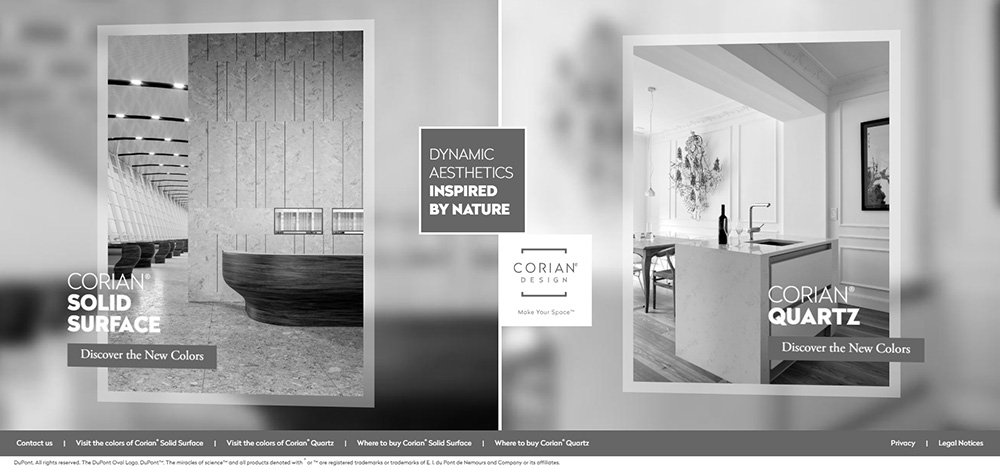 DYNAMIC
AESTHETICS
INSPIRED
BY NATURE
CORIAN®
DESIGN
Make Your Space™
CORIAN®
SOLID
SURFACE
Discover the New Colors
CORIAN®
QUARTZ
Discover the New Colors
Contact us | Visit the colors of Corian® Solid Surface | Visit the colors of Corian® Quartz | Where to buy Corian® Solid Surface | Where to buy Corian® Quartz
Privacy | Legal Notices
DuPont. All rights reserved. The DuPont Oval Logo, DuPont™, The miracles of science™ and all products denoted with ® or ™ are registered trademarks or trademarks of E. I. du Pont de Nemours and Company or its affiliates.